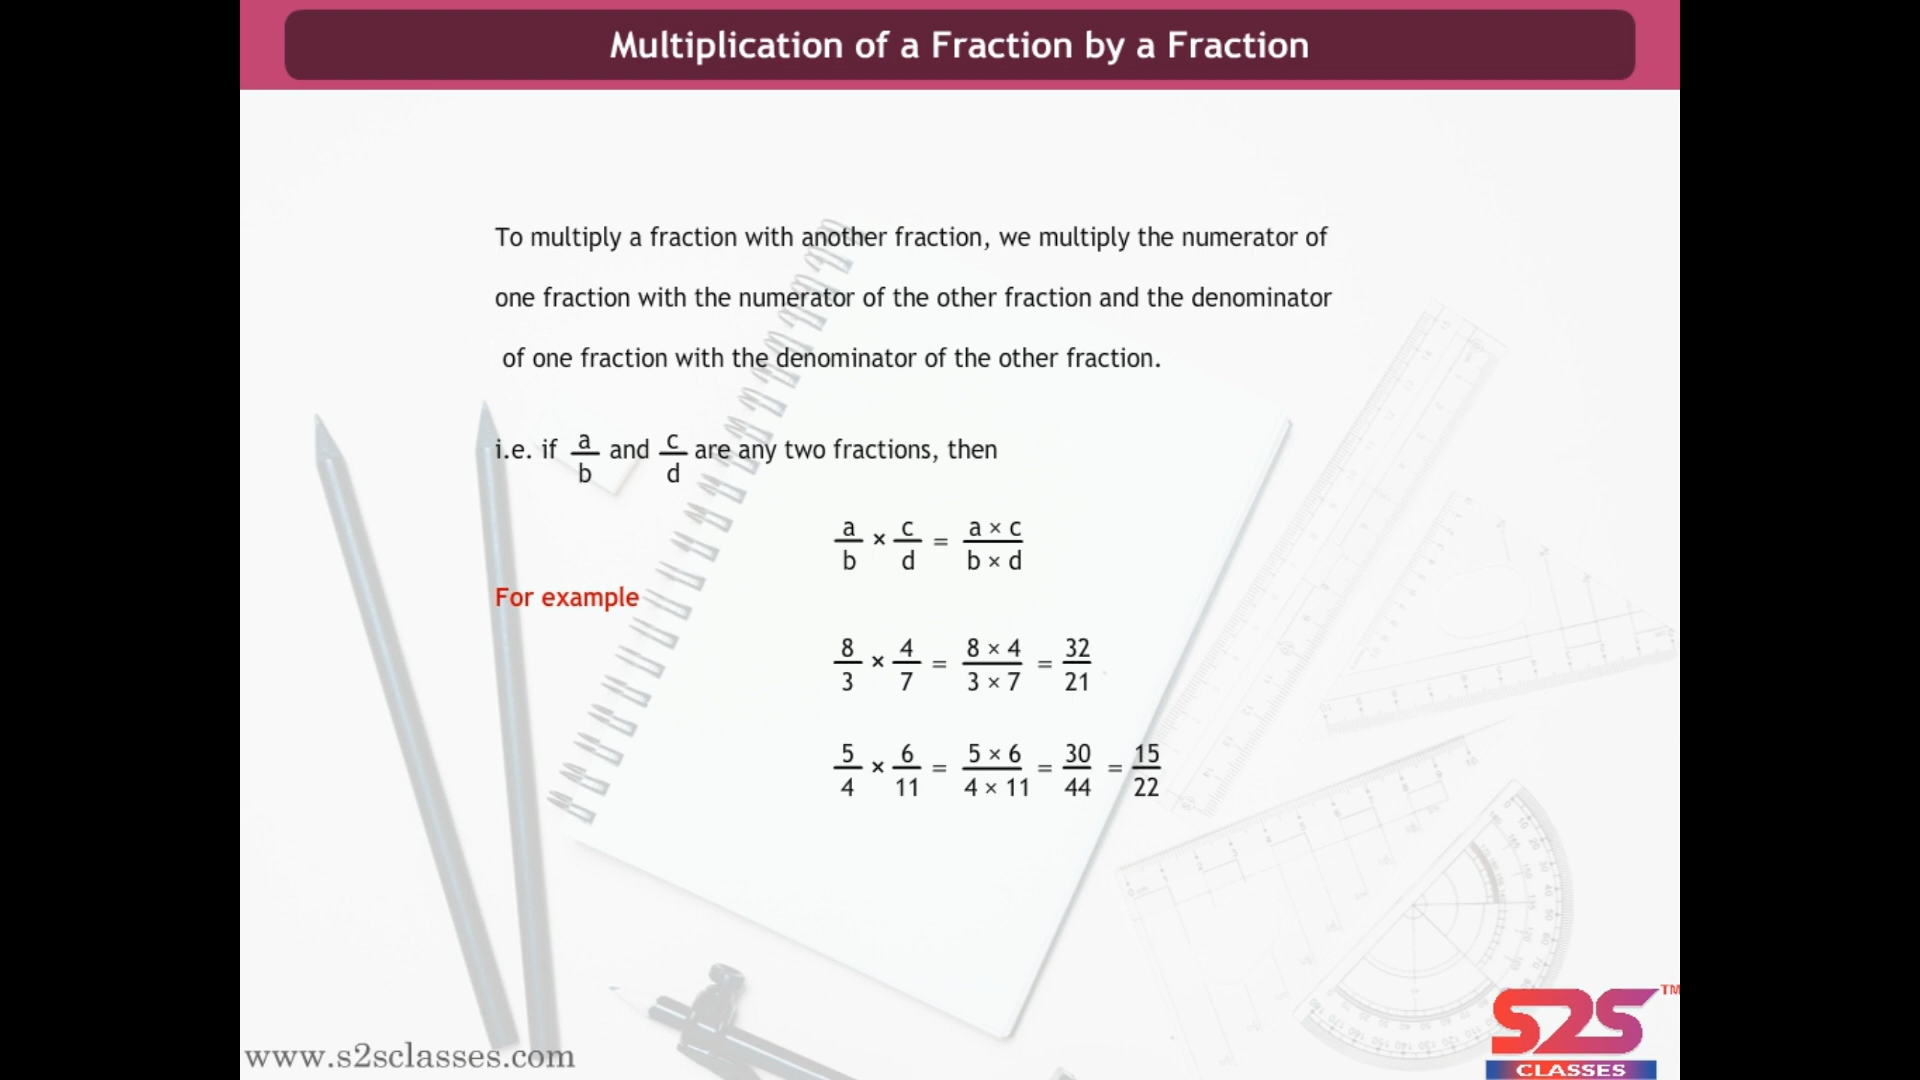 Multiplication of a Fraction by a Fraction
To multiply a fraction with another fraction, we multiply the numerator of
one fraction with the numerator of the other fraction and the denominator
of one fraction with the denominator of the other fraction.
i.e. if a/b and c/d are any two fractions, then
a/b × c/d = a × c / b × d
For example
8/3 × 4/7 = 8 × 4 / 3 × 7 = 32/21
5/4 × 6/11 = 5 × 6 / 4 × 11 = 30/44 = 15/22
www.s2sclasses.com
S2S TM
CLASSES